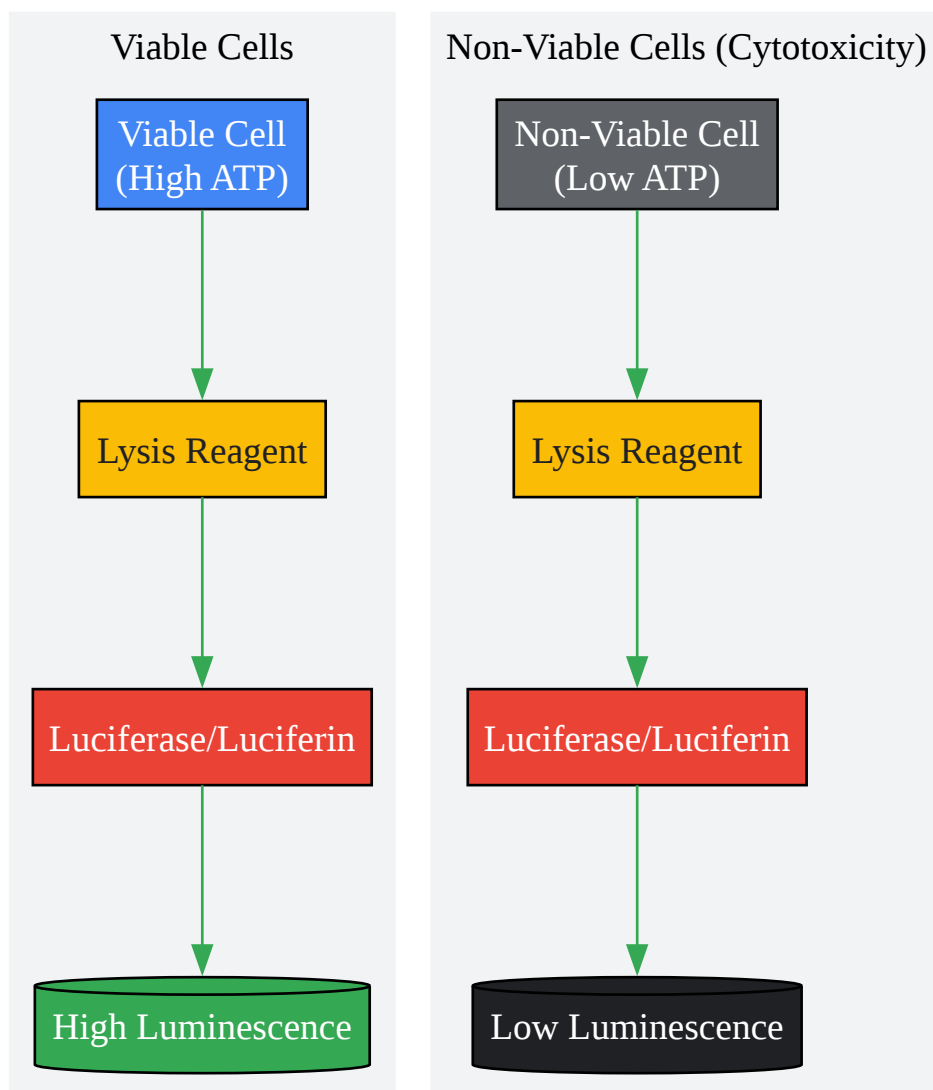 Viable Cells
Viable Cell
(High ATP)
Lysis Reagent
Luciferase/Luciferin
High Luminescence
Non-Viable Cells (Cytotoxicity)
Non-Viable Cell
(Low ATP)
Lysis Reagent
Luciferase/Luciferin
Low Luminescence